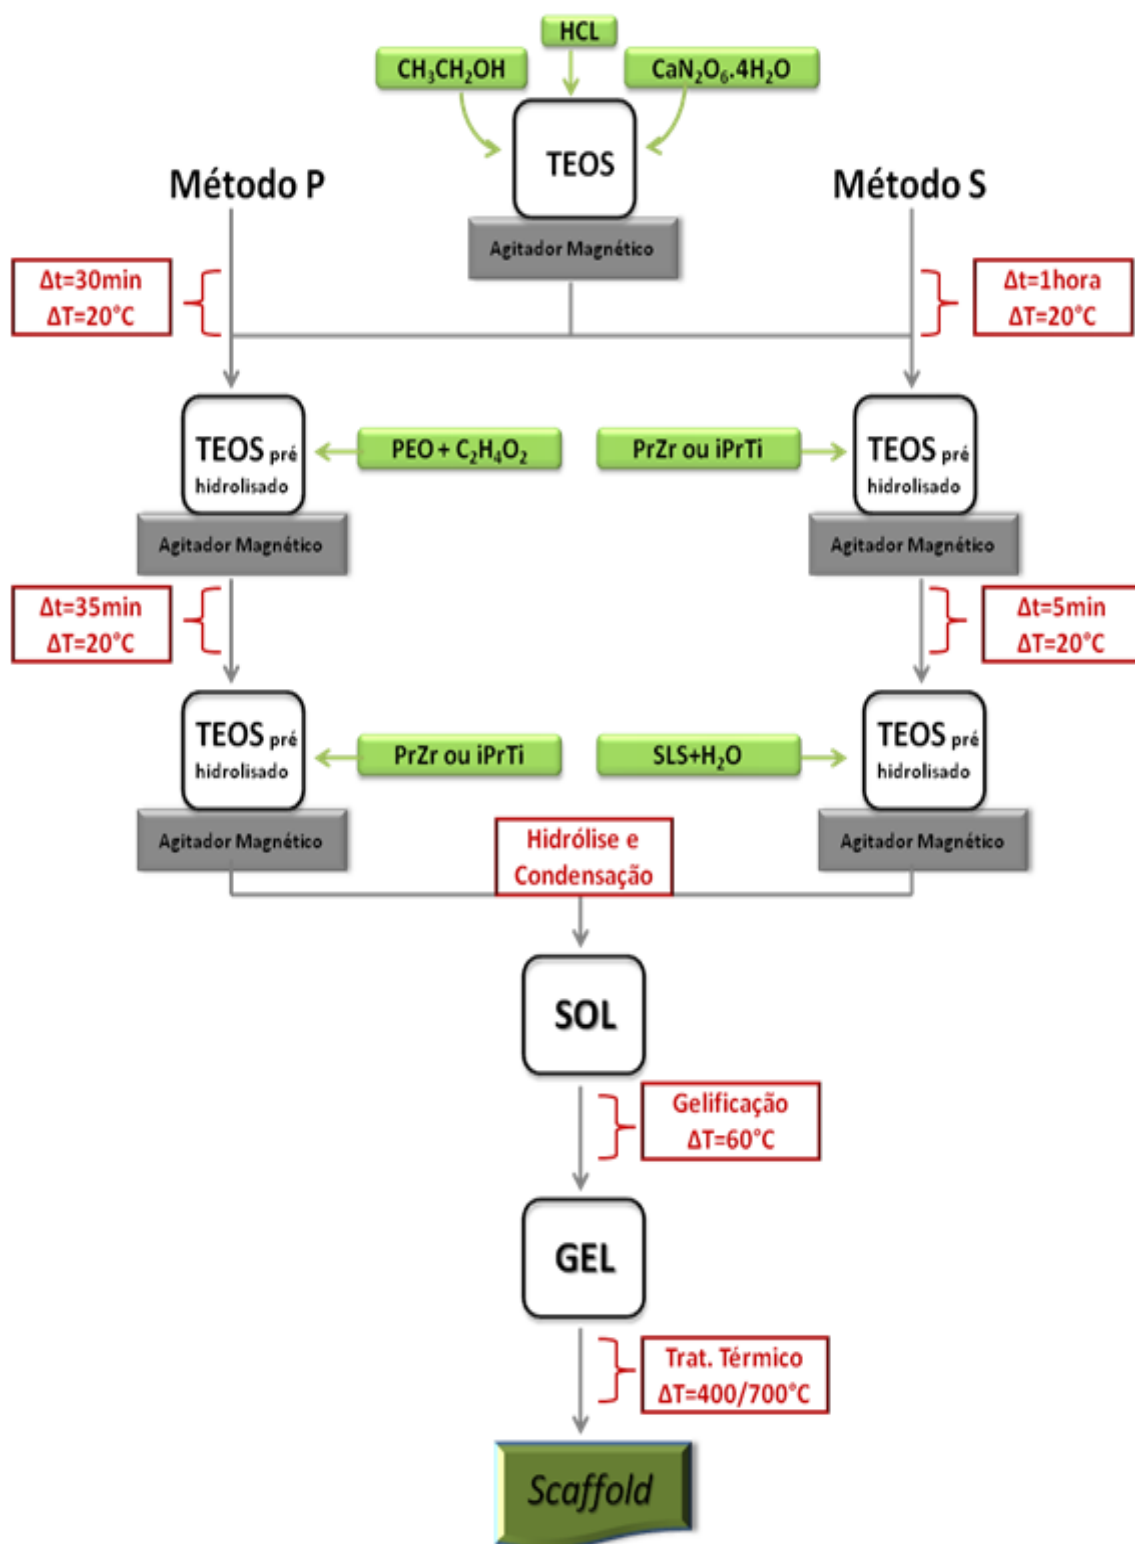 HCL
CH₃CH₂OH
CaN₂O₆.4H₂O
TEOS
Método P
Método S
Agitador Magnético
Δt=30min
ΔT=20°C
Δt=1hora
ΔT=20°C
TEOS pré
hidrolisado
PEO + C₂H₄O₂
PrZr ou iPrTi
TEOS pré
hidrolisado
Agitador Magnético
Agitador Magnético
Δt=35min
ΔT=20°C
Δt=5min
ΔT=20°C
TEOS pré
hidrolisado
PrZr ou iPrTi
SLS+H₂O
TEOS pré
hidrolisado
Agitador Magnético
Agitador Magnético
Hidrólise e
Condensação
SOL
Gelificação
ΔT=60°C
GEL
Trat. Térmico
ΔT=400/700°C
Scaffold